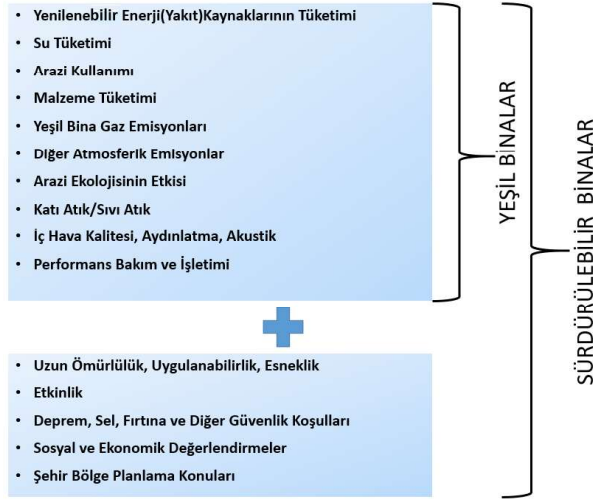 • Yenilenebilir Enerji(Yakıt)Kaynaklarının Tüketimi
• Su Tüketimi
• Arazi Kullanımı
• Malzeme Tüketimi
• Yeşil Bina Gaz Emisyonları
• Diğer Atmosferik Emisyonlar
• Arazi Ekolojisinin Etkisi
• Katı Atık/Sıvı Atık
• İç Hava Kalitesi, Aydınlatma, Akustik
• Performans Bakım ve İşletimi
YEŞİL BİNALAR
SÜRDÜRÜLEBİLİR BİNALAR
• Uzun Ömürlülük, Uygulanabilirlik, Esneklik
• Etkinlik
• Deprem, Sel, Fırtına ve Diğer Güvenlik Koşulları
• Sosyal ve Ekonomik Değerlendirmeler
• Şehir Bölge Planlama Konuları